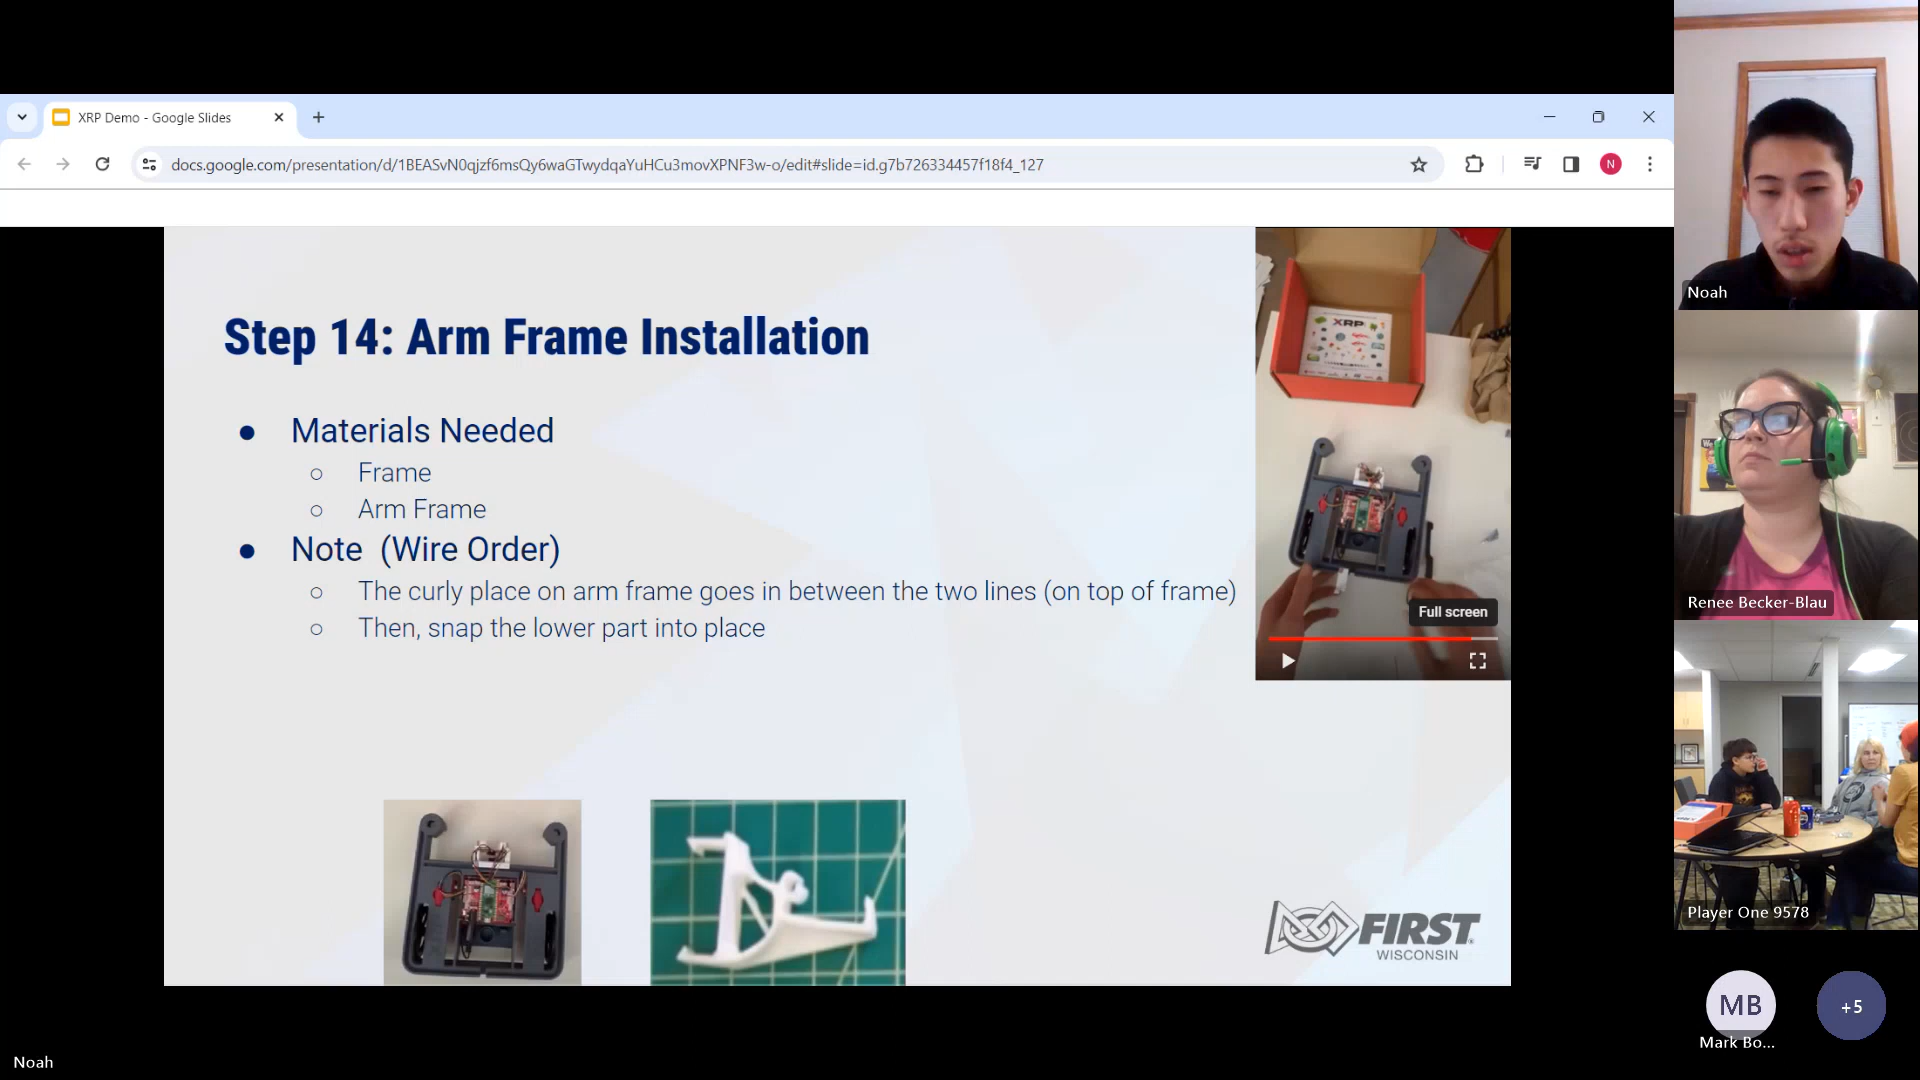 XRP Demo - Google Slides
docs.google.com/presentation/d/1BEASvN0qjzf6msQy6waGTwydqaYuHCu3movXPNF3w-o/edit#slide=id.g7b726334457f18f4_127
N
Step 14: Arm Frame Installation
Materials Needed
Frame
Arm Frame
Note (Wire Order)
The curly place on arm frame goes in between the two lines (on top of frame)
Then, snap the lower part into place
XRP
Full screen
FIRST
WISCONSIN
Noah
Renee Becker-Blau
Player One 9578
MB
+5
Mark Bo...
Noah